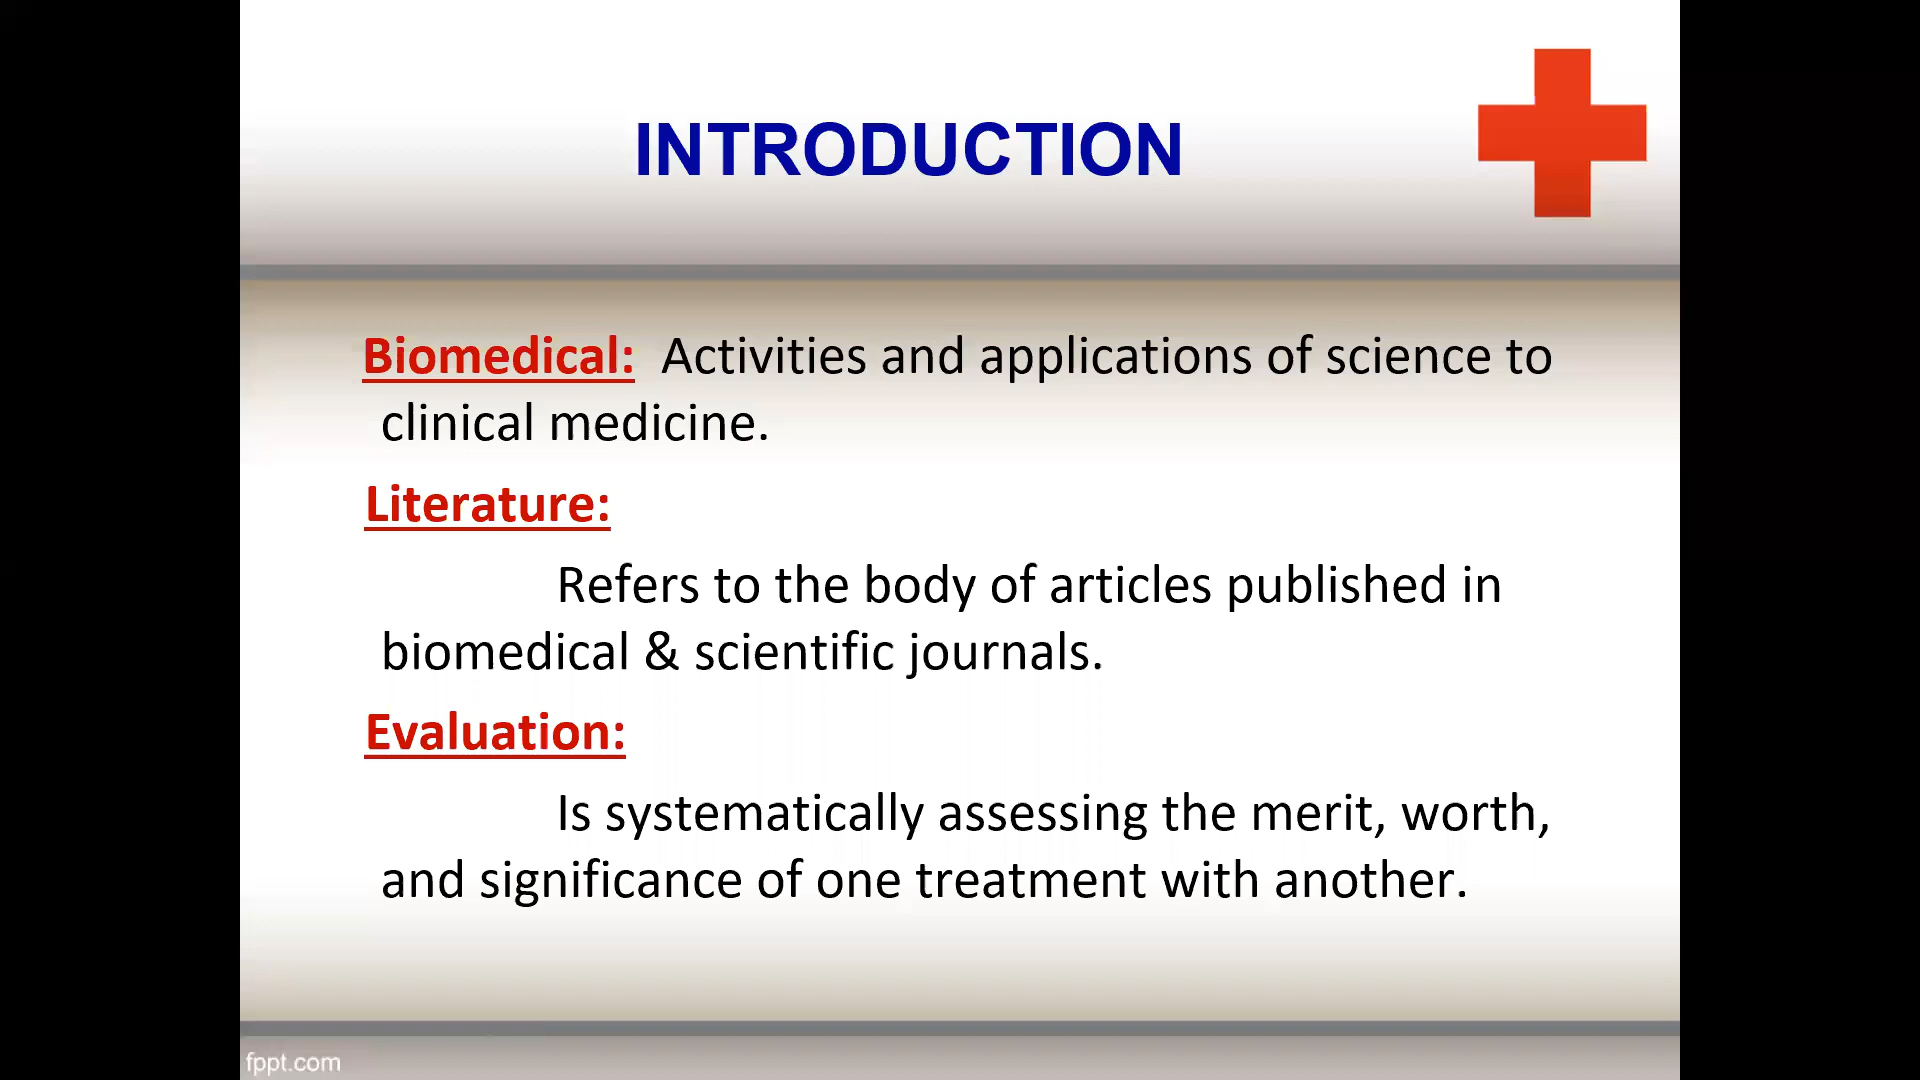 INTRODUCTION
Biomedical: Activities and applications of science to
clinical medicine.
Literature:
Refers to the body of articles published in
biomedical & scientific journals.
Evaluation:
Is systematically assessing the merit, worth,
and significance of one treatment with another.
fppt.com